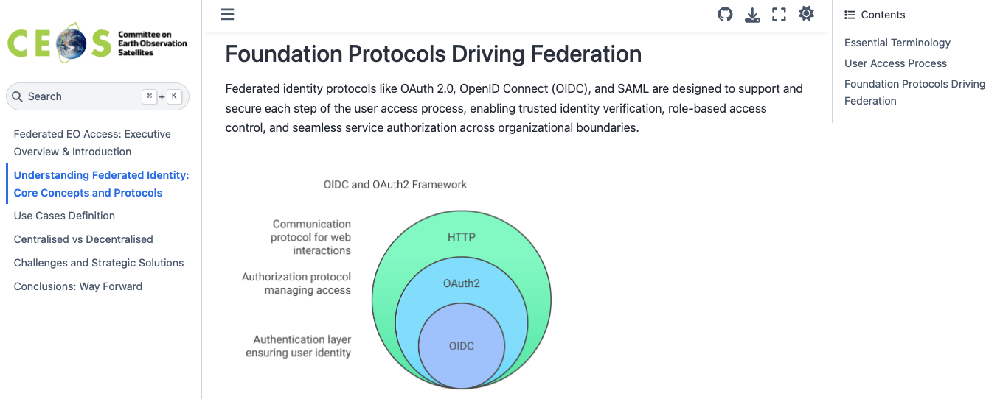 CEOS
Committee on
Earth Observation
Satellites
Search
⌘ + K
Federated EO Access: Executive
Overview & Introduction
Understanding Federated Identity:
Core Concepts and Protocols
Use Cases Definition
Centralised vs Decentralised
Challenges and Strategic Solutions
Conclusions: Way Forward
Foundation Protocols Driving Federation
Federated identity protocols like OAuth 2.0, OpenID Connect (OIDC), and SAML are designed to support and
secure each step of the user access process, enabling trusted identity verification, role-based access
control, and seamless service authorization across organizational boundaries.
OIDC and OAuth2 Framework
Communication
protocol for web
interactions
HTTP
Authorization protocol
managing access
OAuth2
Authentication layer
ensuring user identity
OIDC
Contents
Essential Terminology
User Access Process
Foundation Protocols Driving
Federation